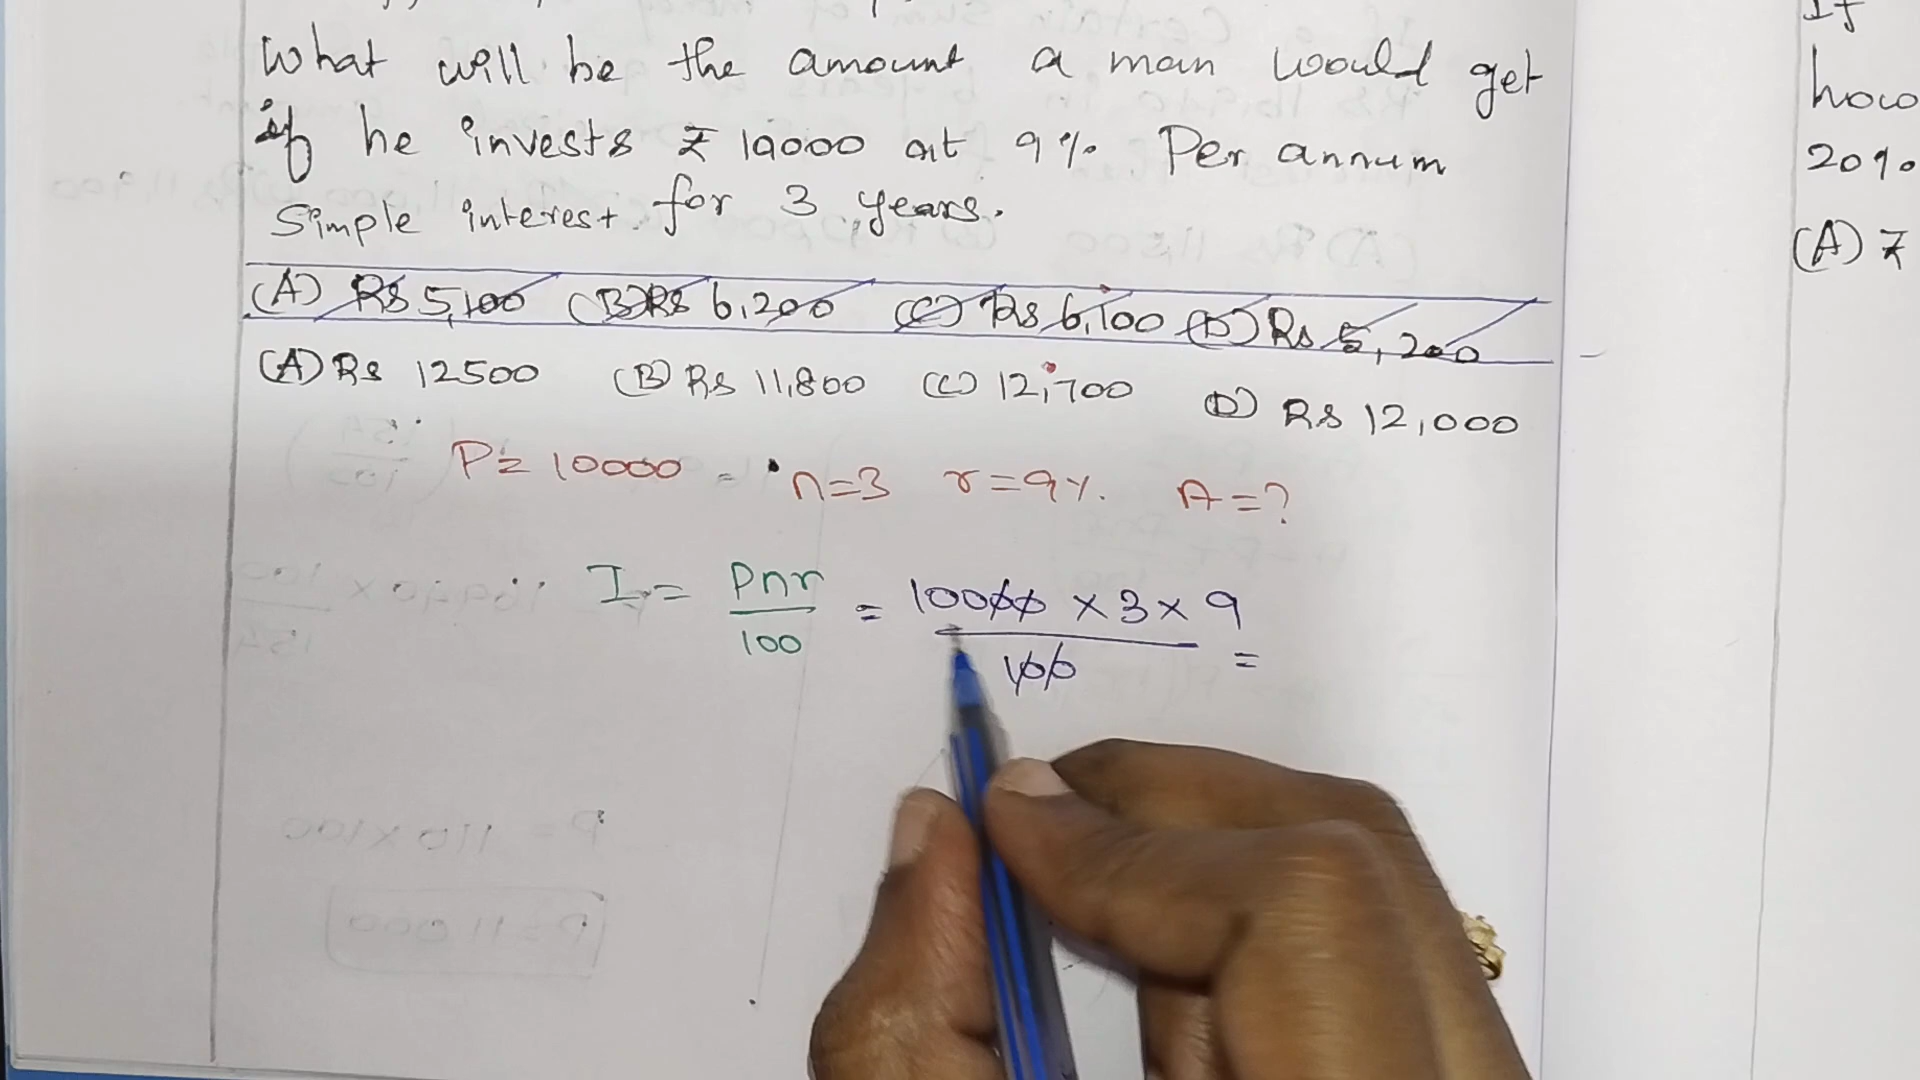 What will be the amount a man would get
if he invests ₹ 10000 at 9% Per annum
Simple interest for 3 years.
(A) Rs 5,100 (B) Rs 6,200 (C) Rs 6,100 (D) Rs 5,200
(A) Rs 12500 (B) Rs 11,800 (C) 12,700 (D) Rs 12,000
P= 10000 n=3 r=9%. A=?
I = Pnr/100 = 10000 × 3 × 9/100 =
If
how
20%
(A) ₹